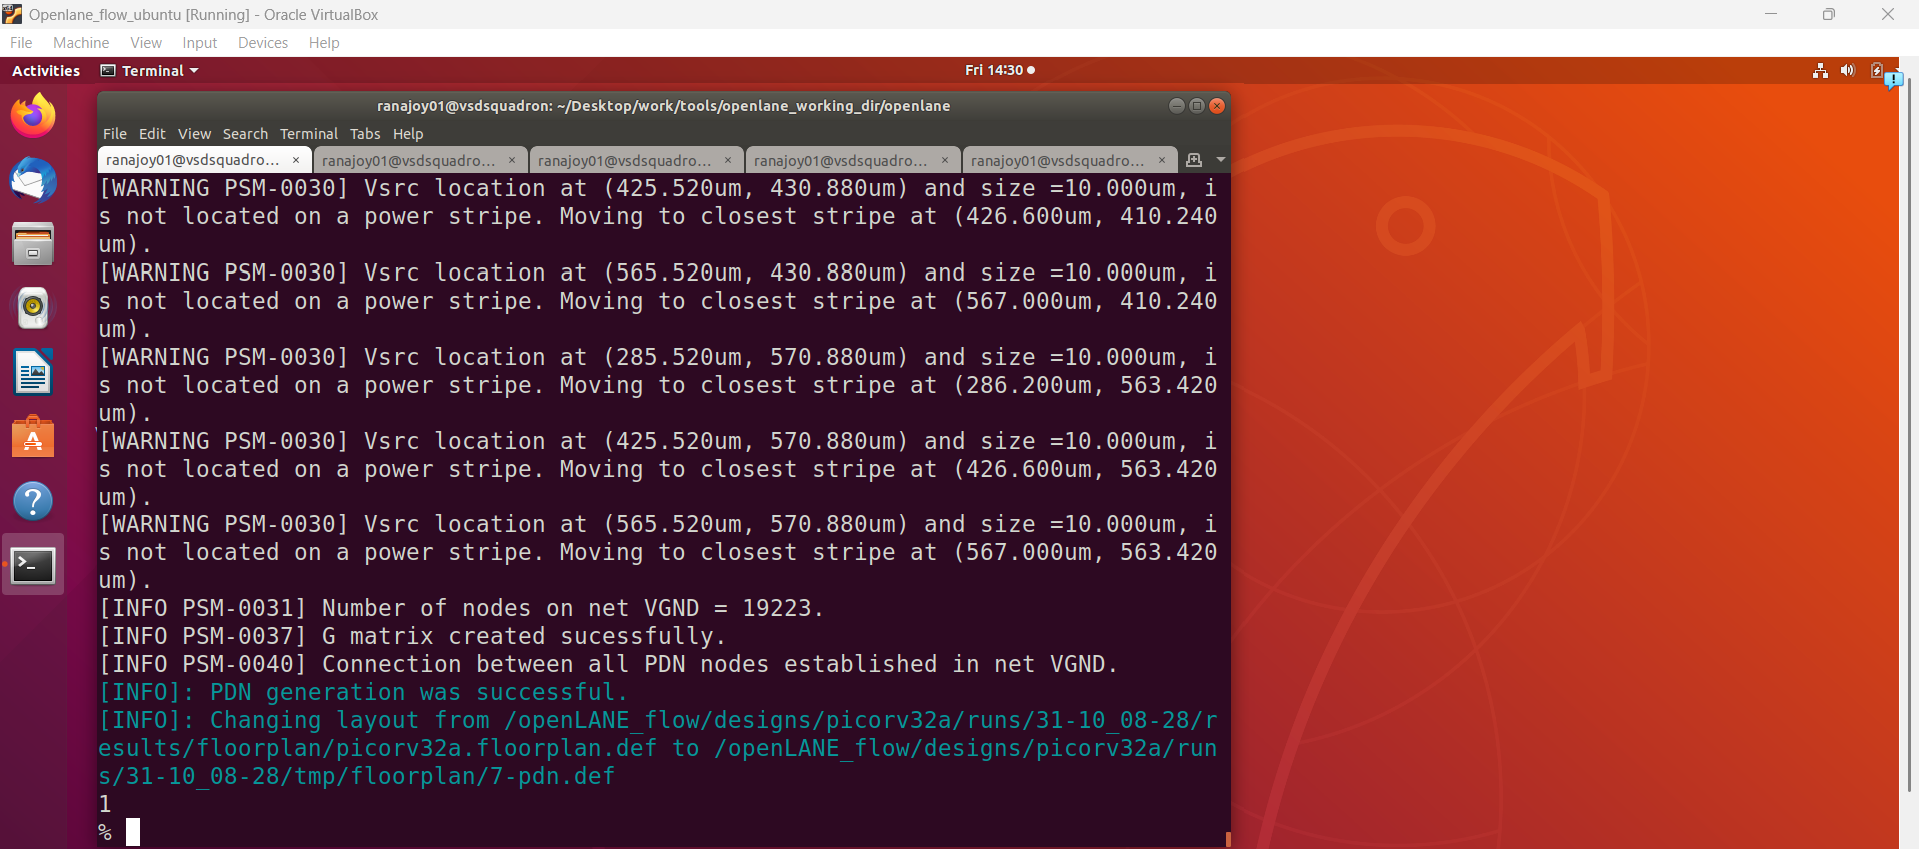 Openlane_flow_ubuntu [Running] - Oracle VirtualBox
File Machine View Input Devices Help
Activities Terminal Fri 14:30
ranajoy01@vsdsquadron: ~/Desktop/work/tools/openlane_working_dir/openlane
File Edit View Search Terminal Tabs Help
ranajoy01@vsdsquadro... × ranajoy01@vsdsquadro... × ranajoy01@vsdsquadro... × ranajoy01@vsdsquadro... × ranajoy01@vsdsquadro... ×
[WARNING PSM-0030] Vsrc location at (425.520um, 430.880um) and size =10.000um, i
s not located on a power stripe. Moving to closest stripe at (426.600um, 410.240
um).
[WARNING PSM-0030] Vsrc location at (565.520um, 430.880um) and size =10.000um, i
s not located on a power stripe. Moving to closest stripe at (567.000um, 410.240
um).
[WARNING PSM-0030] Vsrc location at (285.520um, 570.880um) and size =10.000um, i
s not located on a power stripe. Moving to closest stripe at (286.200um, 563.420
um).
[WARNING PSM-0030] Vsrc location at (425.520um, 570.880um) and size =10.000um, i
s not located on a power stripe. Moving to closest stripe at (426.600um, 563.420
um).
[WARNING PSM-0030] Vsrc location at (565.520um, 570.880um) and size =10.000um, i
s not located on a power stripe. Moving to closest stripe at (567.000um, 563.420
um).
[INFO PSM-0031] Number of nodes on net VGND = 19223.
[INFO PSM-0037] G matrix created sucessfully.
[INFO PSM-0040] Connection between all PDN nodes established in net VGND.
[INFO]: PDN generation was successful.
[INFO]: Changing layout from /openLANE_flow/designs/picorv32a/runs/31-10_08-28/r
esults/floorplan/picorv32a.floorplan.def to /openLANE_flow/designs/picorv32a/run
s/31-10_08-28/tmp/floorplan/7-pdn.def
1
%